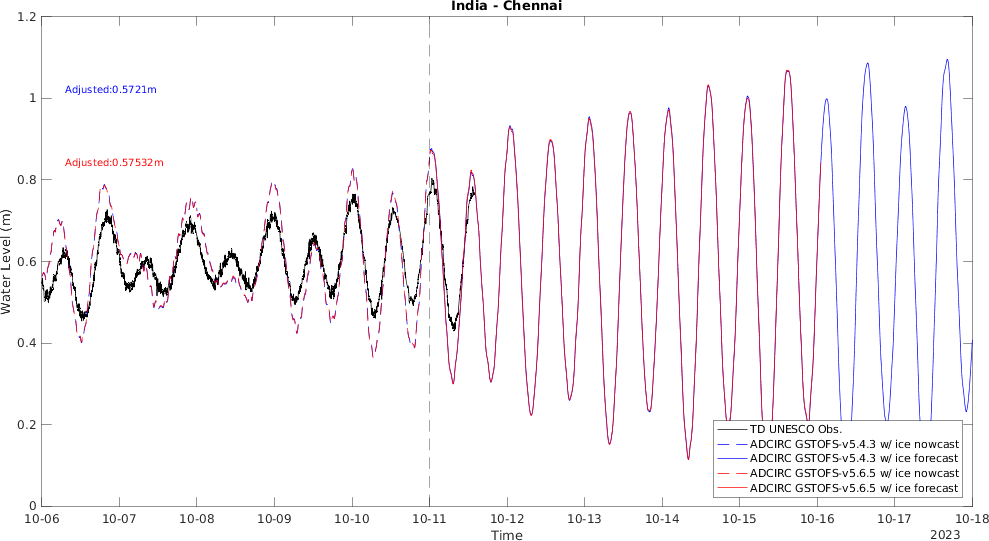 India - Chennai
1.2
1
0.8
0.6
0.4
0.2
0
Water Level (m)
Adjusted:0.5721m
Adjusted:0.57532m
TD UNESCO Obs.
ADCIRC GSTOFS-v5.4.3 w/ ice nowcast
ADCIRC GSTOFS-v5.4.3 w/ ice forecast
ADCIRC GSTOFS-v5.6.5 w/ ice nowcast
ADCIRC GSTOFS-v5.6.5 w/ ice forecast
10-06 10-07 10-08 10-09 10-10 10-11 10-12 10-13 10-14 10-15 10-16 10-17 10-18
Time
2023